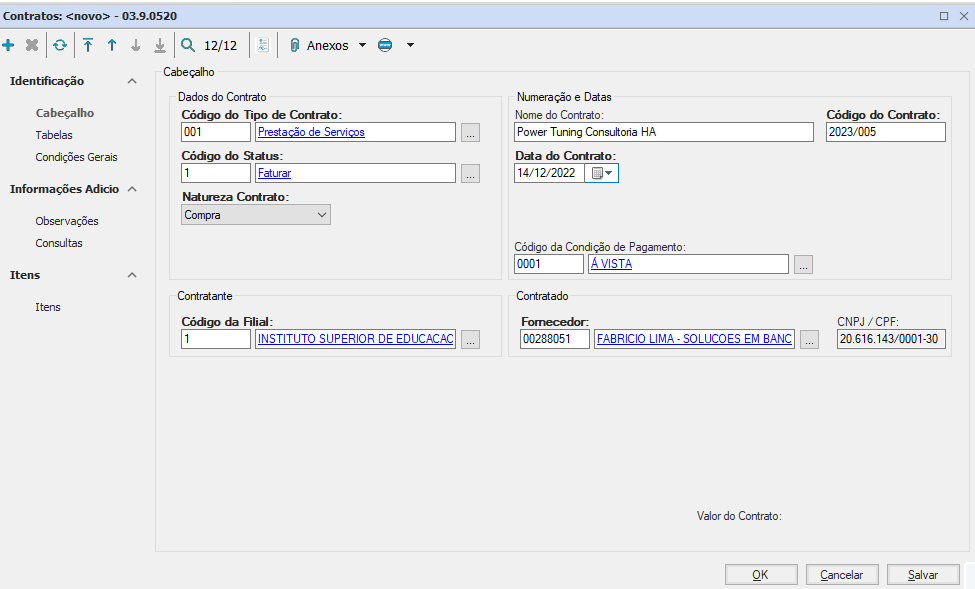 Contratos: <novo> - 03.9.0520
12/12 Anexos
Identificação
Cabeçalho
Tabelas
Condições Gerais
Informações Adicio
Observações
Consultas
Itens
Itens
Cabeçalho
Dados do Contrato
Código do Tipo de Contrato:
001 Prestação de Serviços ...
Código do Status:
1 Faturar ...
Natureza Contrato:
Compra
Numeração e Datas
Nome do Contrato: Código do Contrato:
Power Tuning Consultoria HA 2023/005
Data do Contrato:
14/12/2022
Código da Condição de Pagamento:
0001 Á VISTA ...
Contratante
Código da Filial:
1 INSTITUTO SUPERIOR DE EDUCACAO ...
Contratado
Fornecedor: CNPJ / CPF:
00288051 FABRICIO LIMA - SOLUCOES EM BANC ... 20.616.143/0001-30
Valor do Contrato:
OK Cancelar Salvar